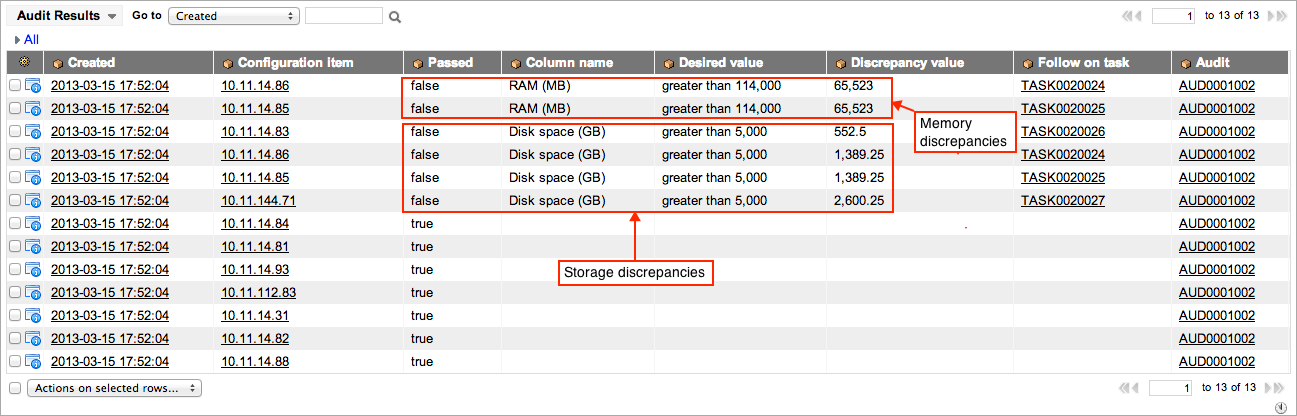 Audit Results Go to Created 1 to 13 of 13
All
Created Configuration item Passed Column name Desired value Discrepancy value Follow on task Audit
2013-03-15 17:52:04 10.11.14.86 false RAM (MB) greater than 114,000 65,523 TASK0020024 AUD0001002
2013-03-15 17:52:04 10.11.14.85 false RAM (MB) greater than 114,000 65,523 TASK0020025 AUD0001002
Memory
discrepancies
2013-03-15 17:52:04 10.11.14.83 false Disk space (GB) greater than 5,000 552.5 TASK0020026 AUD0001002
2013-03-15 17:52:04 10.11.14.86 false Disk space (GB) greater than 5,000 1,389.25 TASK0020024 AUD0001002
2013-03-15 17:52:04 10.11.14.85 false Disk space (GB) greater than 5,000 1,389.25 TASK0020025 AUD0001002
2013-03-15 17:52:04 10.11.144.71 false Disk space (GB) greater than 5,000 2,600.25 TASK0020027 AUD0001002
2013-03-15 17:52:04 10.11.14.84 true AUD0001002
2013-03-15 17:52:04 10.11.14.81 true AUD0001002
2013-03-15 17:52:04 10.11.14.93 true AUD0001002
Storage discrepancies
2013-03-15 17:52:04 10.11.112.83 true AUD0001002
2013-03-15 17:52:04 10.11.14.31 true AUD0001002
2013-03-15 17:52:04 10.11.14.82 true AUD0001002
2013-03-15 17:52:04 10.11.14.88 true AUD0001002
Actions on selected rows... 1 to 13 of 13